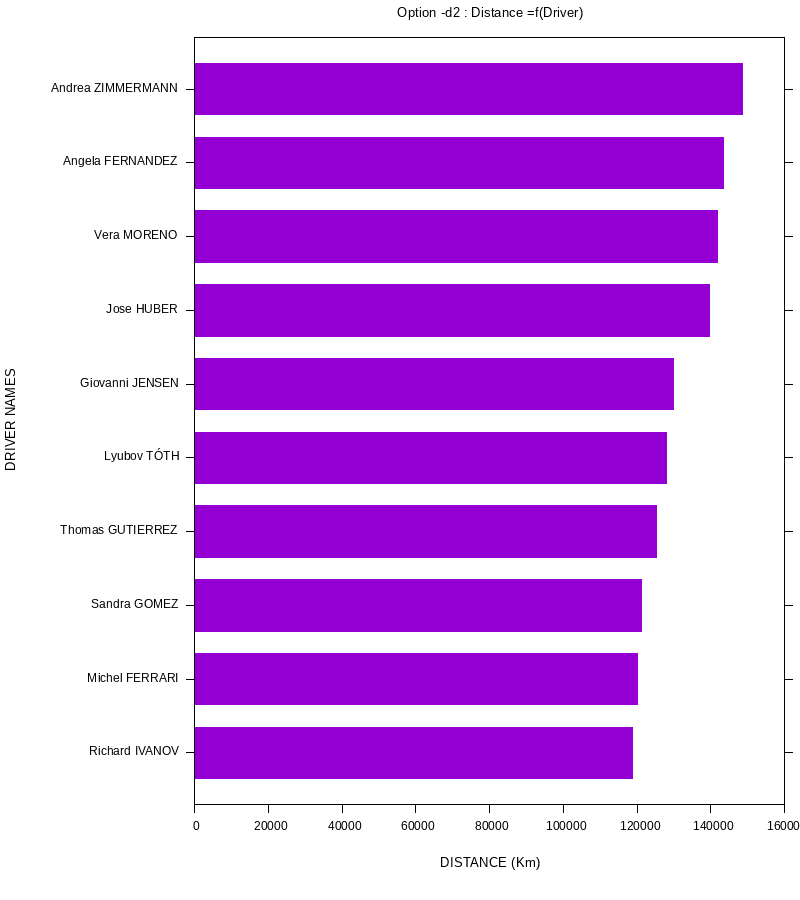 Option -d2 : Distance =f(Driver)
Andrea ZIMMERMANN
Angela FERNANDEZ
Vera MORENO
Jose HUBER
Giovanni JENSEN
Lyubov TÓTH
Thomas GUTIERREZ
Sandra GOMEZ
Michel FERRARI
Richard IVANOV
DRIVER NAMES
0 20000 40000 60000 80000 100000 120000 140000 16000
DISTANCE (Km)